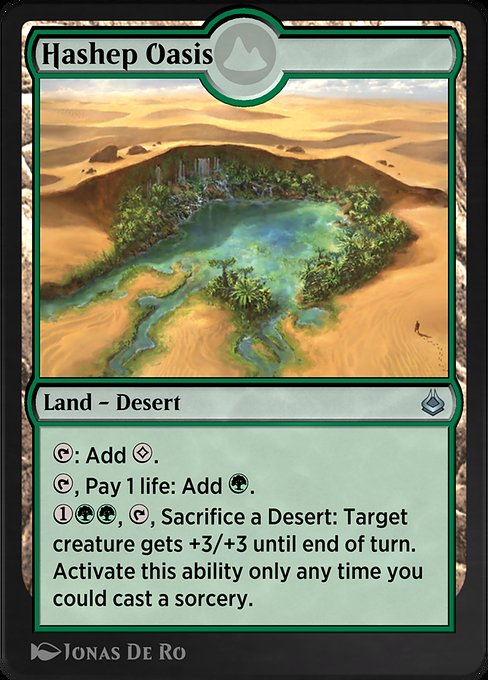 Hashep Oasis
Land – Desert
: Add .
, Pay 1 life: Add .
1, , Sacrifice a Desert: Target
creature gets +3/+3 until end of turn.
Activate this ability only any time you
could cast a sorcery.
Jonas De Ro